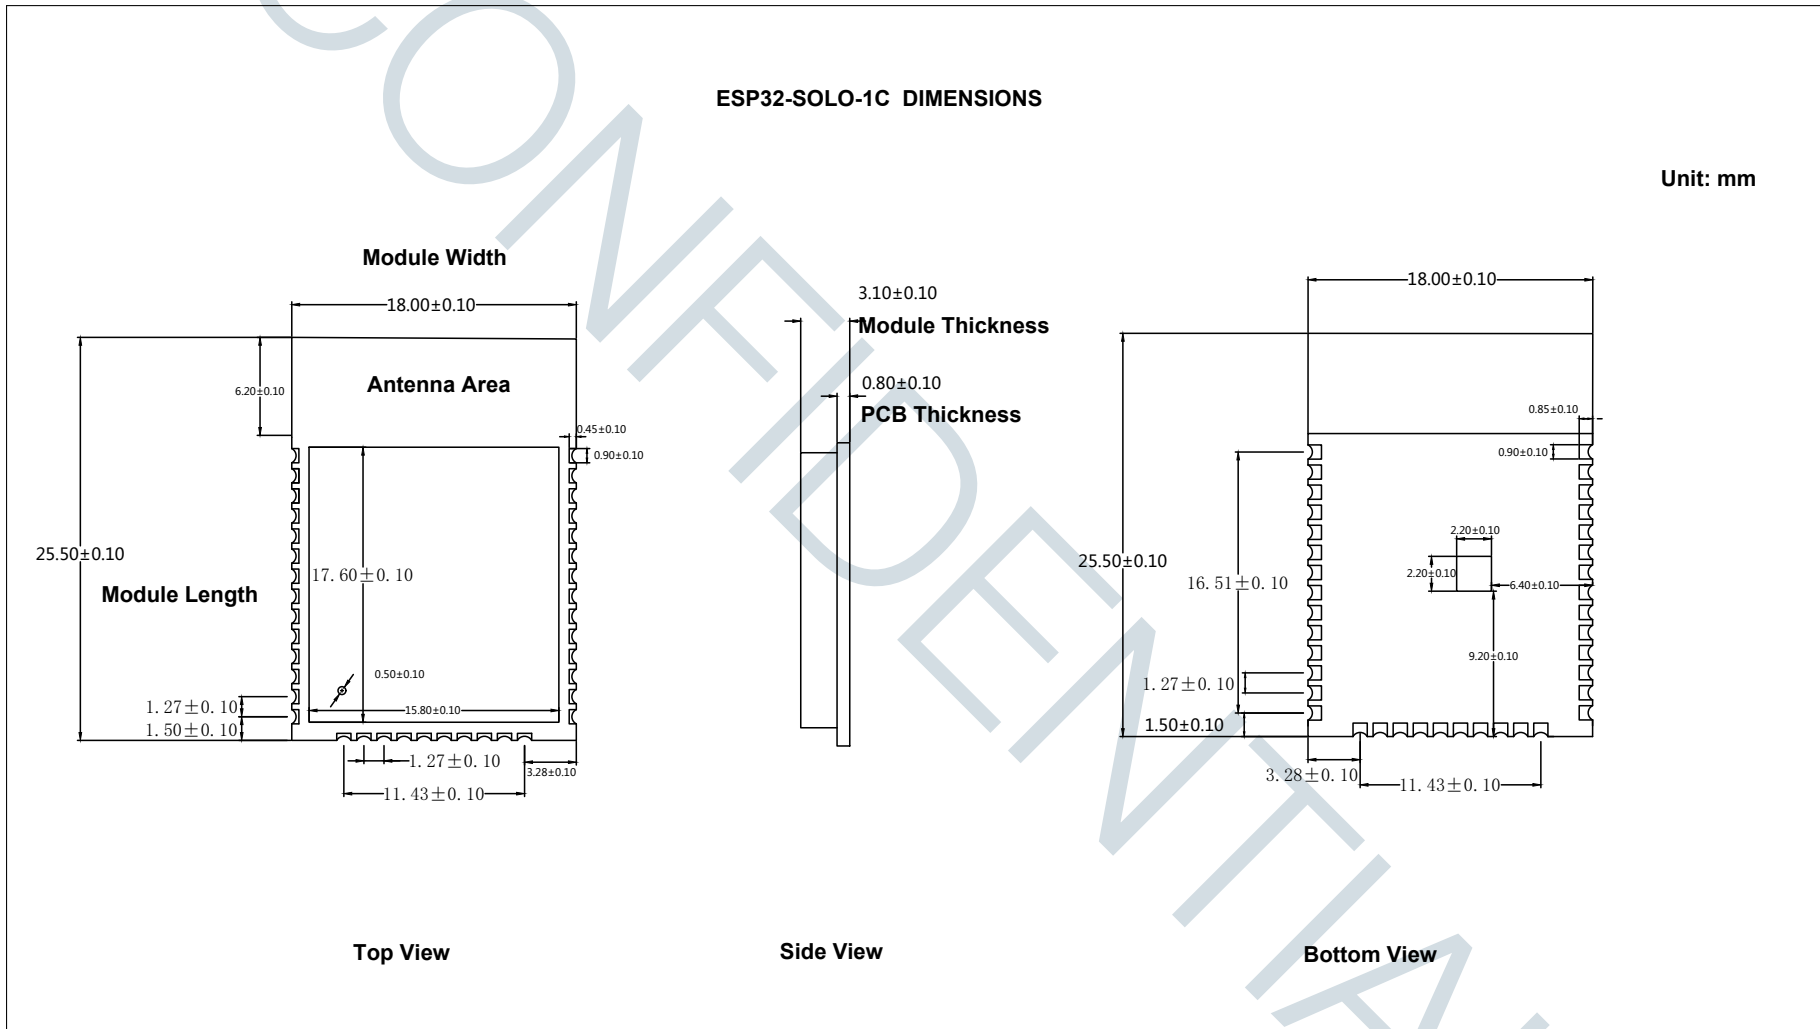 CONFIDENTIA
ESP32-SOLO-1C DIMENSIONS
Unit: mm
Module Width
18.00±0.10
6.20±0.10
Antenna Area
0.45±0.10
0.90±0.10
25.50±0.10
17.60±0.10
Module Length
0.50±0.10
1.27±0.10
15.80±0.10
1.50±0.10
1.27±0.10
3.28±0.10
11.43±0.10
Top View
3.10±0.10
Module Thickness
0.80±0.10
PCB Thickness
Side View
18.00±0.10
0.85±0.10
0.90±0.10
2.20±0.10
25.50±0.10
2.20±0.10
16.51±0.10
6.40±0.10
9.20±0.10
1.27±0.10
1.50±0.10
3.28±0.10
11.43±0.10
Bottom View